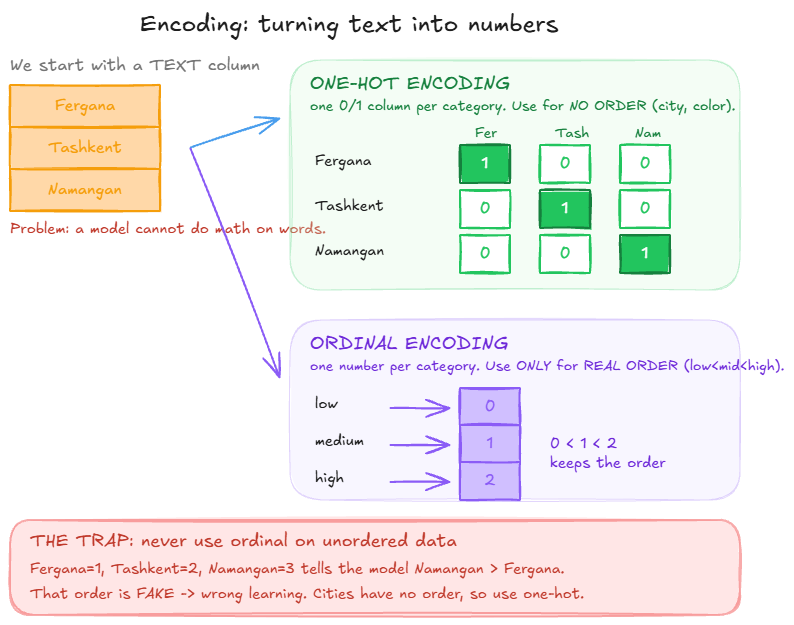 Encoding: turning text into numbers
We start with a TEXT column
Fergana
Tashkent
Namangan
Problem: a model cannot do math on words.
ONE-HOT ENCODING
one 0/1 column per category. Use for NO ORDER (city, color).
Fer Tash Nam
Fergana 1 0 0
Tashkent 0 1 0
Namangan 0 0 1
ORDINAL ENCODING
one number per category. Use ONLY for REAL ORDER (low<mid<high).
low 0
medium 1
high 2
0 < 1 < 2
keeps the order
THE TRAP: never use ordinal on unordered data
Fergana=1, Tashkent=2, Namangan=3 tells the model Namangan > Fergana.
That order is FAKE -> wrong learning. Cities have no order, so use one-hot.